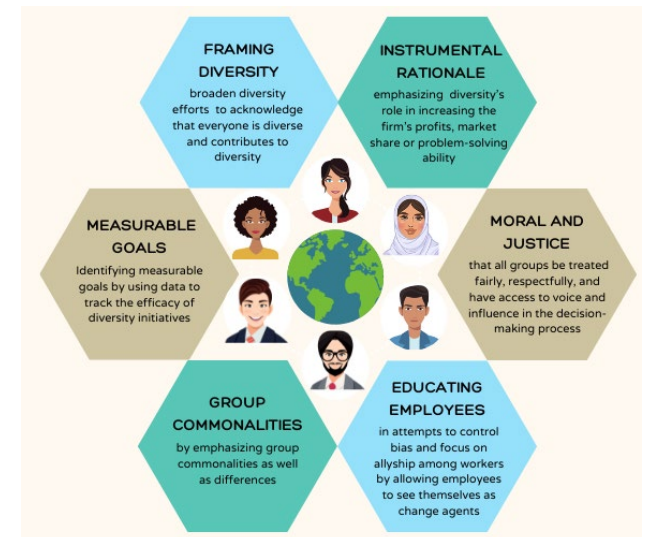 FRAMING
DIVERSITY
broaden diversity
efforts to acknowledge
that everyone is diverse
and contributes to
diversity
INSTRUMENTAL
RATIONALE
emphasizing diversity's
role in increasing the
firm's profits, market
share or problem-solving
ability
MEASURABLE
GOALS
Identifying measurable
goals by using data to
track the efficacy of
diversity initiatives
MORAL AND
JUSTICE
that all groups be treated
fairly, respectfully, and
have access to voice and
influence in the decision-
making process
GROUP
COMMONALITIES
by emphasizing group
commonalities as well
as differences
EDUCATING
EMPLOYEES
in attempts to control
bias and focus on
allyship among workers
by allowing employees
to see themselves as
change agents